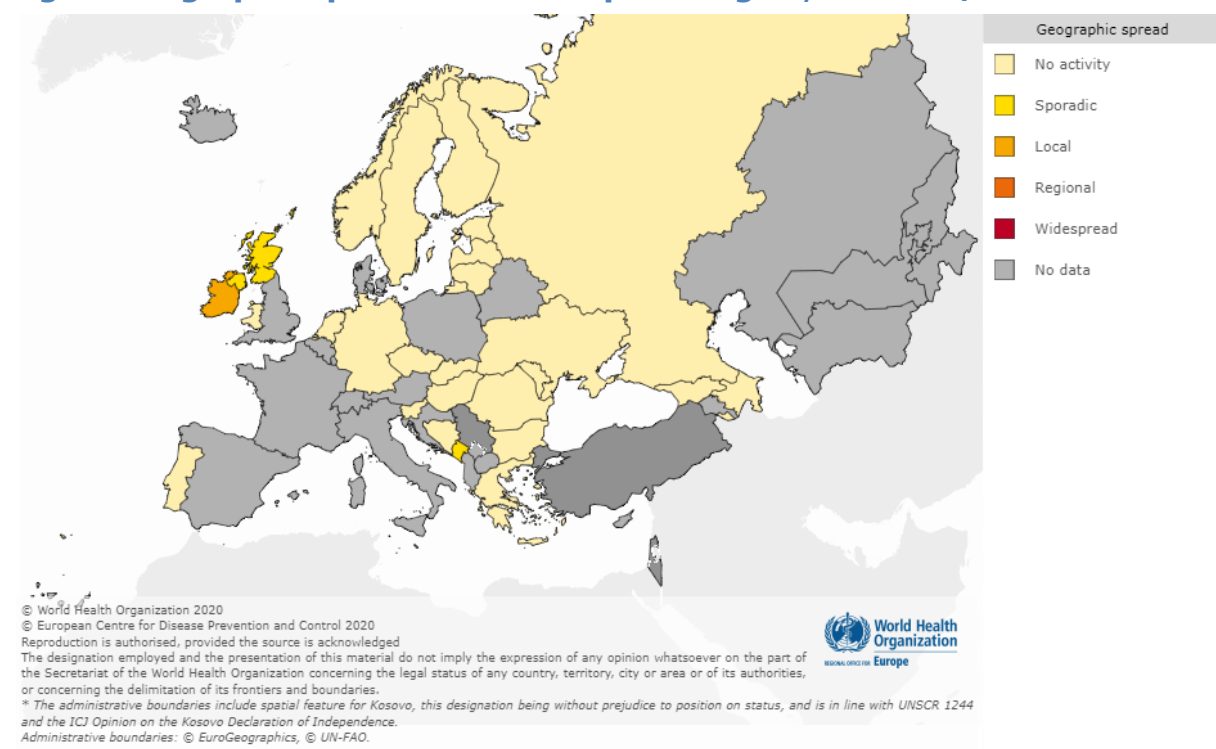 Geographic spread
No activity
Sporadic
Local
Regional
Widespread
No data
© World Health Organization 2020
© European Centre for Disease Prevention and Control 2020
Reproduction is authorised, provided the source is acknowledged
The designation employed and the presentation of this material do not imply the expression of any opinion whatsoever on the part of
the Secretariat of the World Health Organization concerning the legal status of any country, territory, city or area or of its authorities,
or concerning the delimitation of its frontiers and boundaries.
* The administrative boundaries include spatial feature for Kosovo, this designation being without prejudice to position on status, and is in line with UNSCR 1244
and the ICJ Opinion on the Kosovo Declaration of Independence.
Administrative boundaries: © EuroGeographics, © UN-FAO.
World Health
Organization
REGIONAL OFFICE FOR Europe